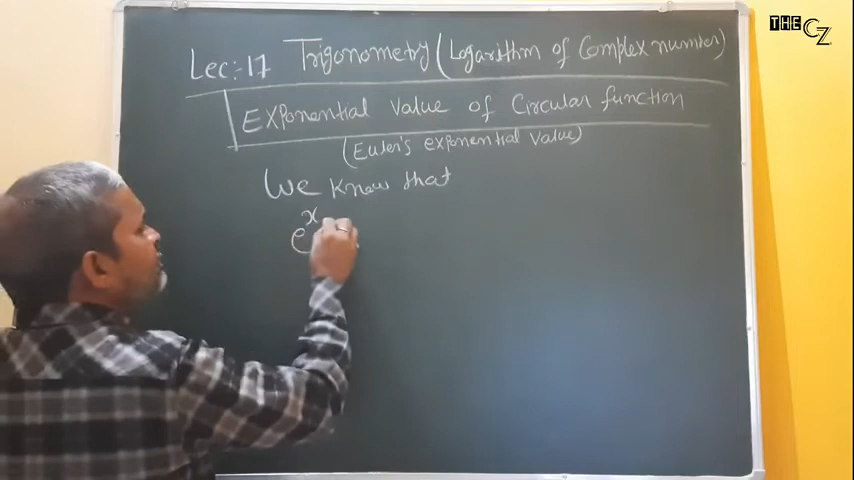 THE CZ
Lec:-17 Trigonometry (Logarithm of Complex number)
Exponential Value of Circular function
(Euler's exponential value)
We know that
e^x